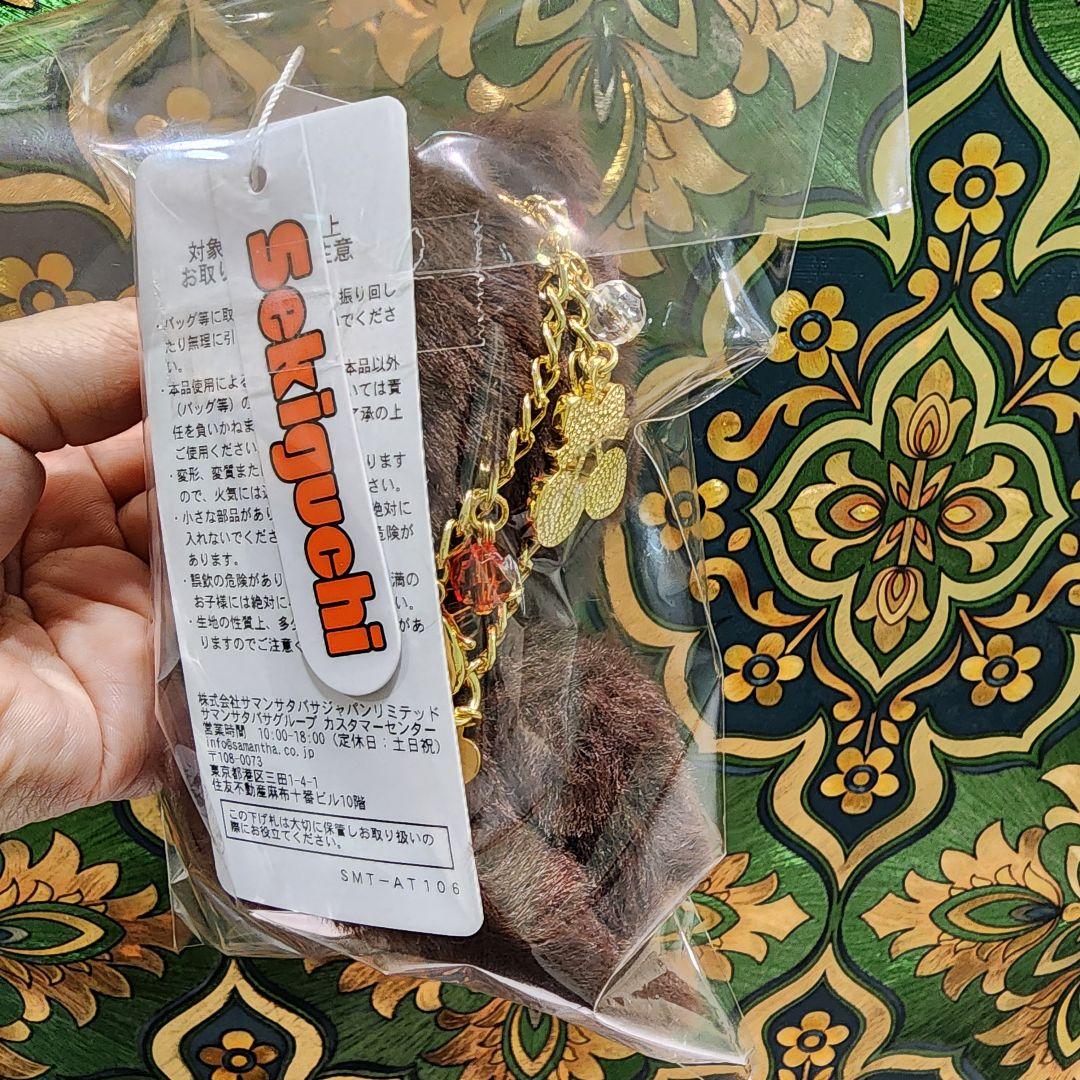 Sekiguchi
対象 上
お取り 注意
・バッグ等に取 振り回し
たり無理に引 でくださ
い。
・本品使用による 本品以外
（バッグ等）の いては責
任を負いかねま 了承の上
ご使用ください
・変形、変質また ります
ので、火気には近 さい。
・小さな部品があり 絶対に
入れないでくださ 危険が
あります。
・誤飲の危険があり 満の
お子様には絶対に い。
・生地の性質上、多少 があ
りますのでご注意く
株式会社サマンサタバサジャパンリミテッド
サマンサタバサグループ カスタマーセンター
営業時間 10:00-18:00（定休日：土日祝）
info@samantha.co.jp
〒108-0073
東京都港区三田1-4-1
住友不動産麻布十番ビル10階
この下げ札は大切に保管しお取り扱いの
際にお役立てください。
SMT-AT106